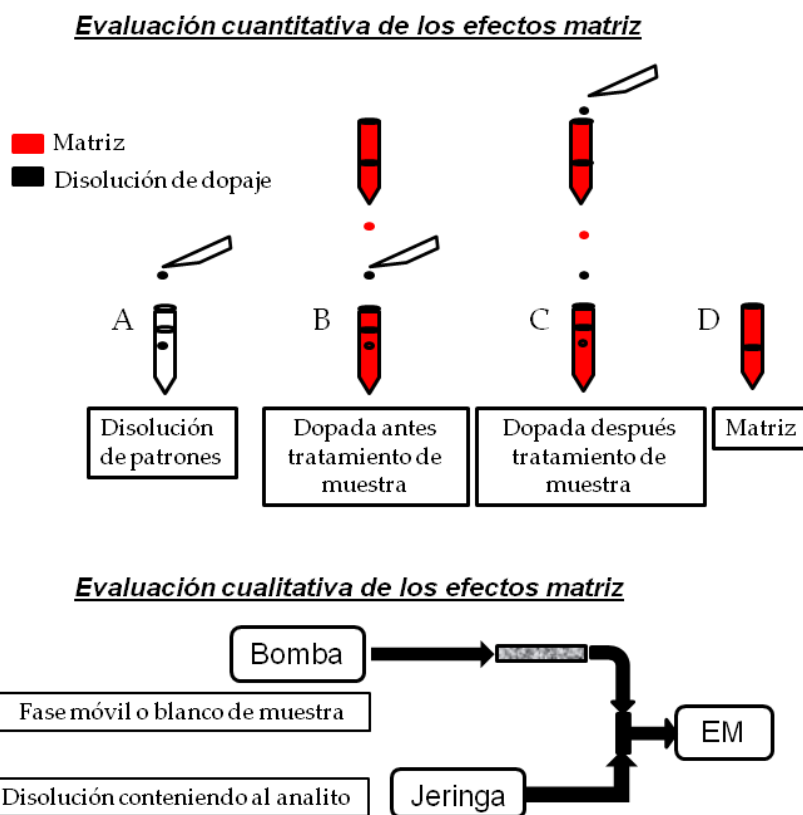 Evaluación cuantitativa de los efectos matriz
Matriz
Disolución de dopaje
A
B
C
D
Disolución
de patrones
Dopada antes
tratamiento de
muestra
Dopada después
tratamiento de
muestra
Matriz
Evaluación cualitativa de los efectos matriz
Bomba
Fase móvil o blanco de muestra
EM
Disolución conteniendo al analito
Jeringa